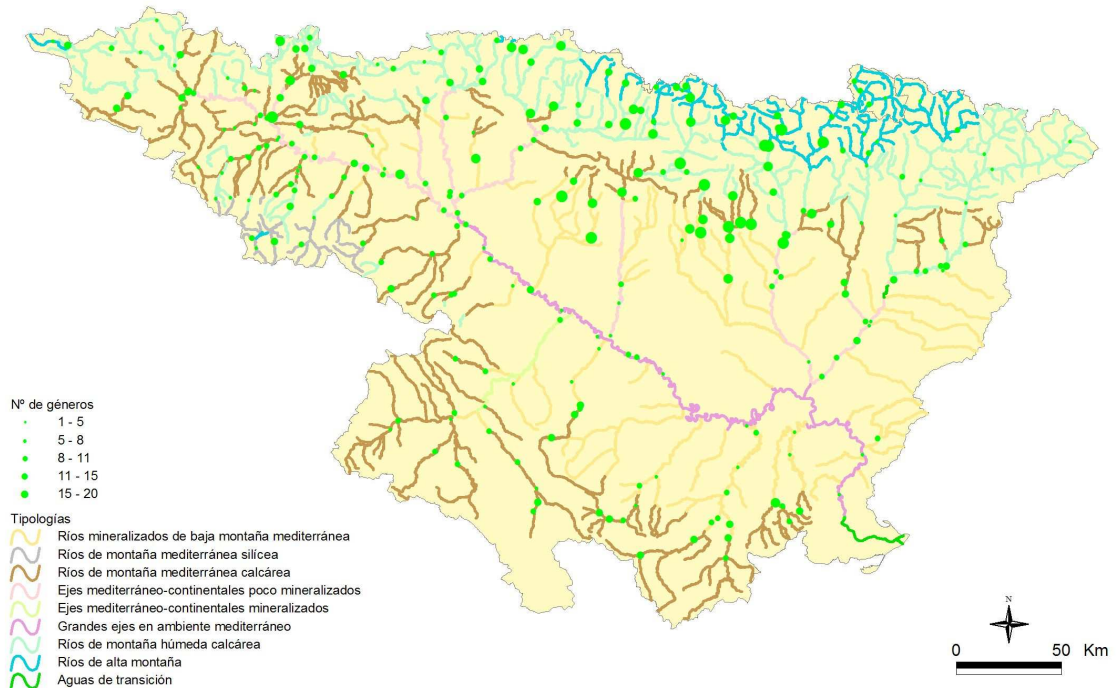 Nº de géneros
1 - 5
5 - 8
8 - 11
11 - 15
15 - 20
Tipologías
Ríos mineralizados de baja montaña mediterránea
Ríos de montaña mediterránea silícea
Ríos de montaña mediterránea calcárea
Ejes mediterráneo-continentales poco mineralizados
Ejes mediterráneo-continentales mineralizados
Grandes ejes en ambiente mediterráneo
Ríos de montaña húmeda calcárea
Ríos de alta montaña
Aguas de transición
N
0 50 Km